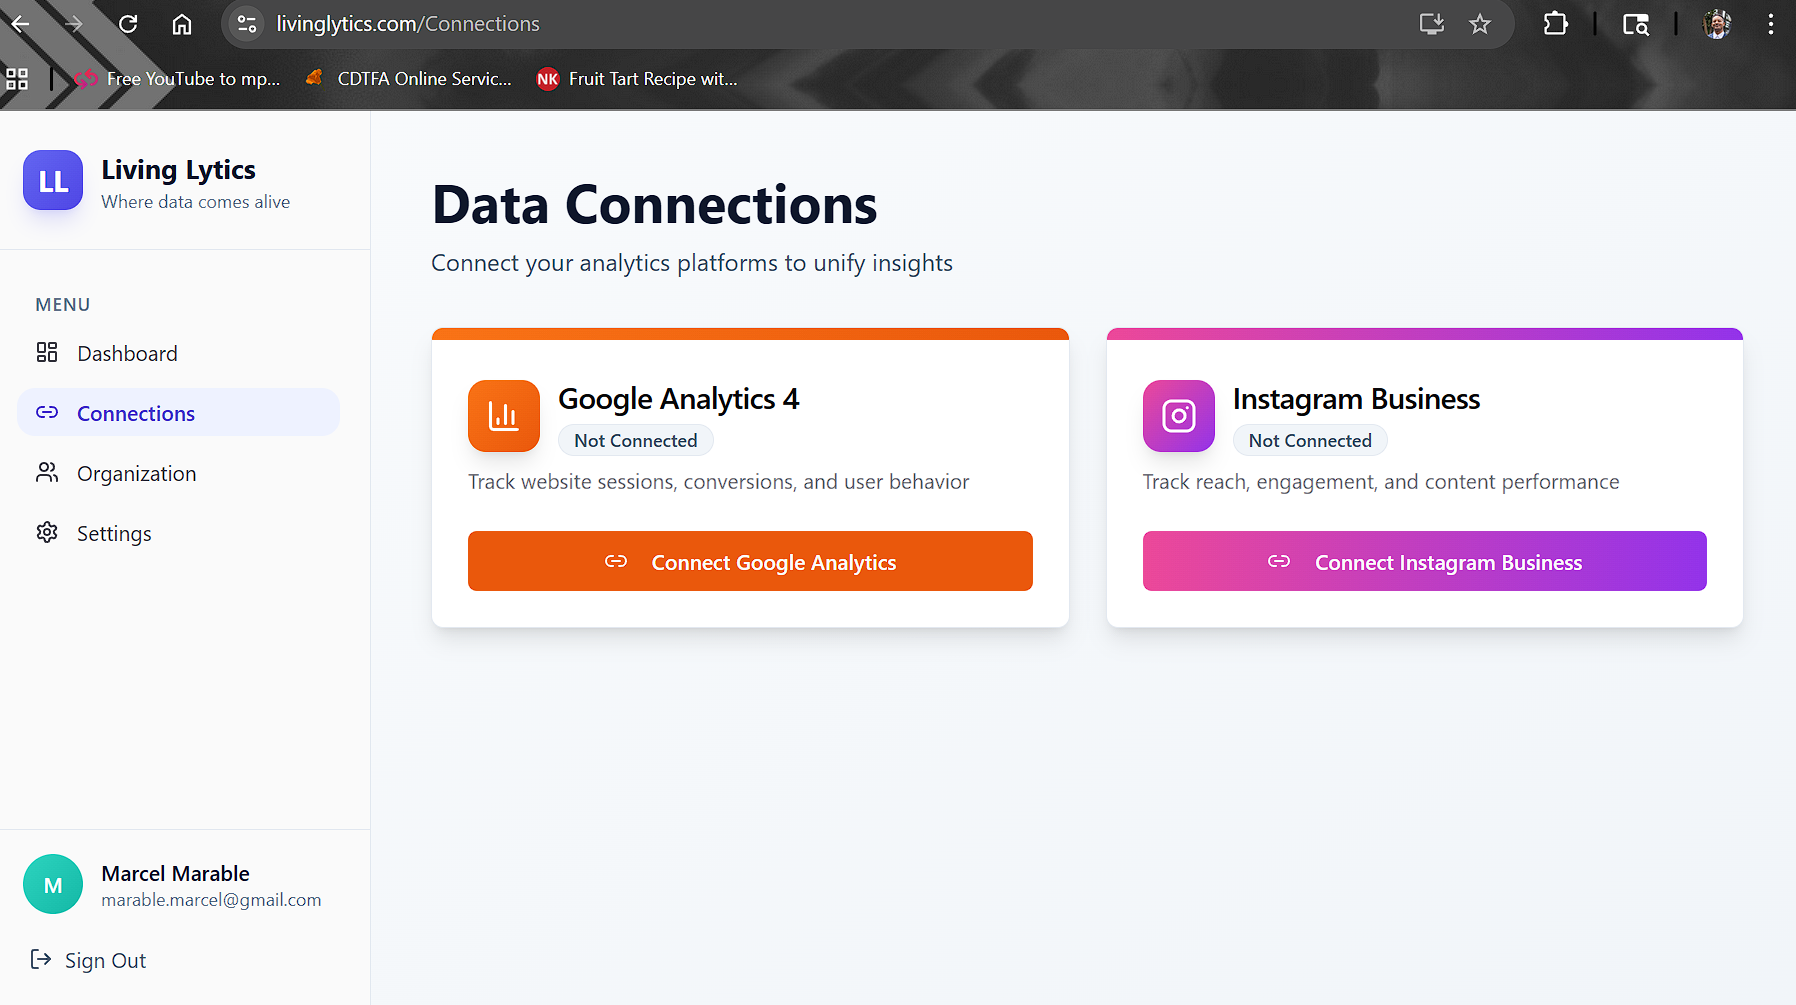 livinglytics.com/Connections
Free YouTube to mp...
CDTFA Online Servic...
NK
Fruit Tart Recipe wit...
LL
Living Lytics
Where data comes alive
MENU
Dashboard
Connections
Organization
Settings
Marcel Marable
M
marable.marcel@gmail.com
Sign Out
Data Connections
Connect your analytics platforms to unify insights
Google Analytics 4
Not Connected
Track website sessions, conversions, and user behavior
Connect Google Analytics
Instagram Business
Not Connected
Track reach, engagement, and content performance
Connect Instagram Business